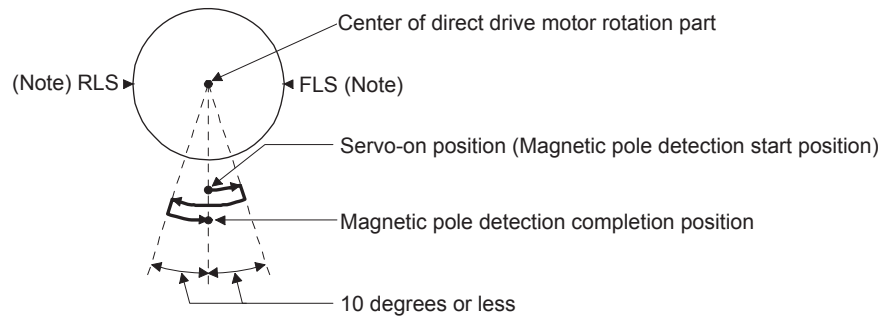 Center of direct drive motor rotation part
(Note) RLS
FLS (Note)
Servo-on position (Magnetic pole detection start position)
Magnetic pole detection completion position
10 degrees or less